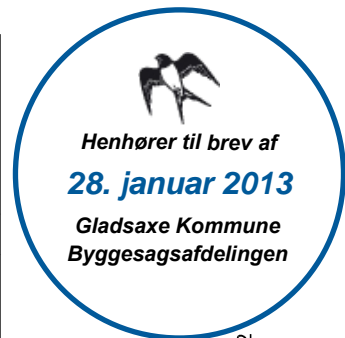 Henhører til brev af
28. januar 2013
Gladsaxe Kommune
Byggesagsafdelingen